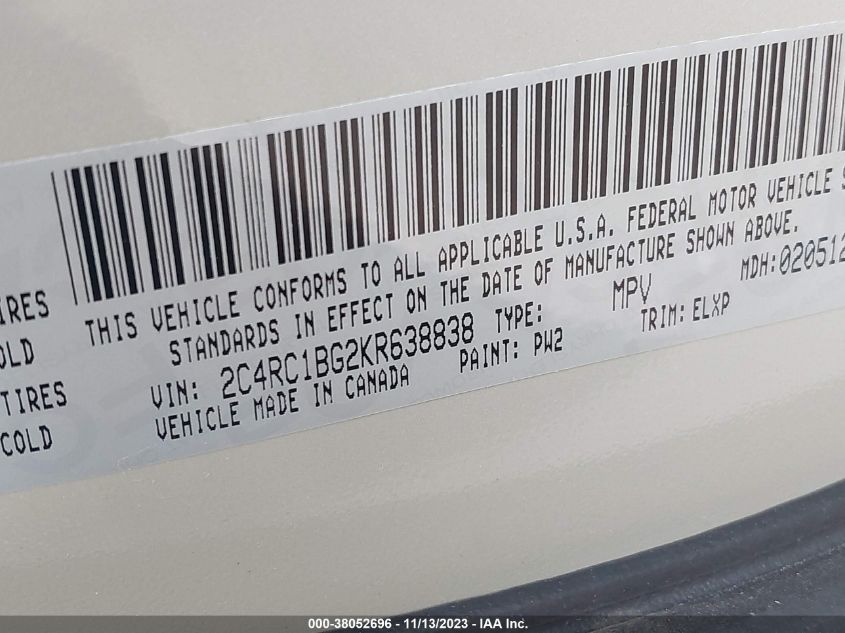 THIS VEHICLE CONFORMS TO ALL APPLICABLE U.S.A. FEDERAL MOTOR VEHICLE S
STANDARDS IN EFFECT ON THE DATE OF MANUFACTURE SHOWN ABOVE.
VIN: 2C4RC1BG2KR638838 TYPE: MPV MDH:020512
VEHICLE MADE IN CANADA PAINT: PW2 TRIM: ELXP
IRES
OLD
TIRES
COLD
000-38052696 - 11/13/2023 - IAA Inc.